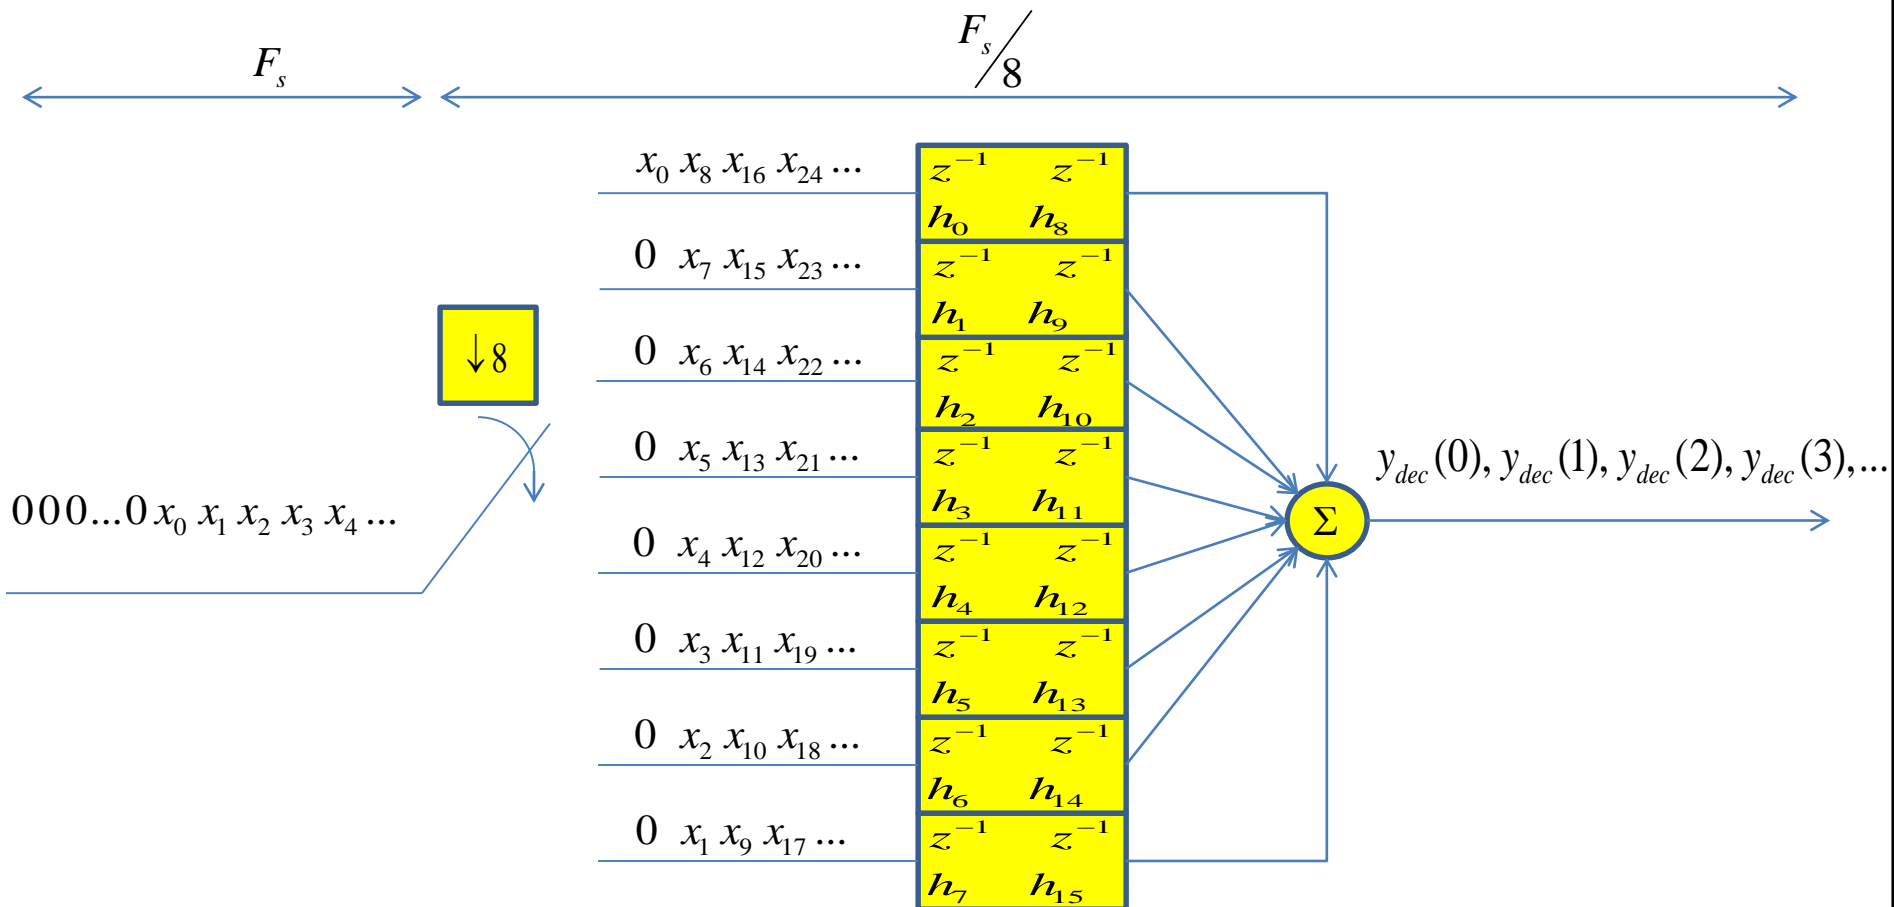 F_s
F_s/8
x_0 x_8 x_16 x_24 ...
z^−1 z^−1
h_0 h_8
0 x_7 x_15 x_23 ...
z^−1 z^−1
h_1 h_9
0 x_6 x_14 x_22 ...
z^−1 z^−1
h_2 h_10
↓8
0 x_5 x_13 x_21 ...
z^−1 z^−1
h_3 h_11
000...0 x_0 x_1 x_2 x_3 x_4 ...
Σ
y_dec(0), y_dec(1), y_dec(2), y_dec(3),...
0 x_4 x_12 x_20 ...
z^−1 z^−1
h_4 h_12
0 x_3 x_11 x_19 ...
z^−1 z^−1
h_5 h_13
0 x_2 x_10 x_18 ...
z^−1 z^−1
h_6 h_14
0 x_1 x_9 x_17 ...
z^−1 z^−1
h_7 h_15